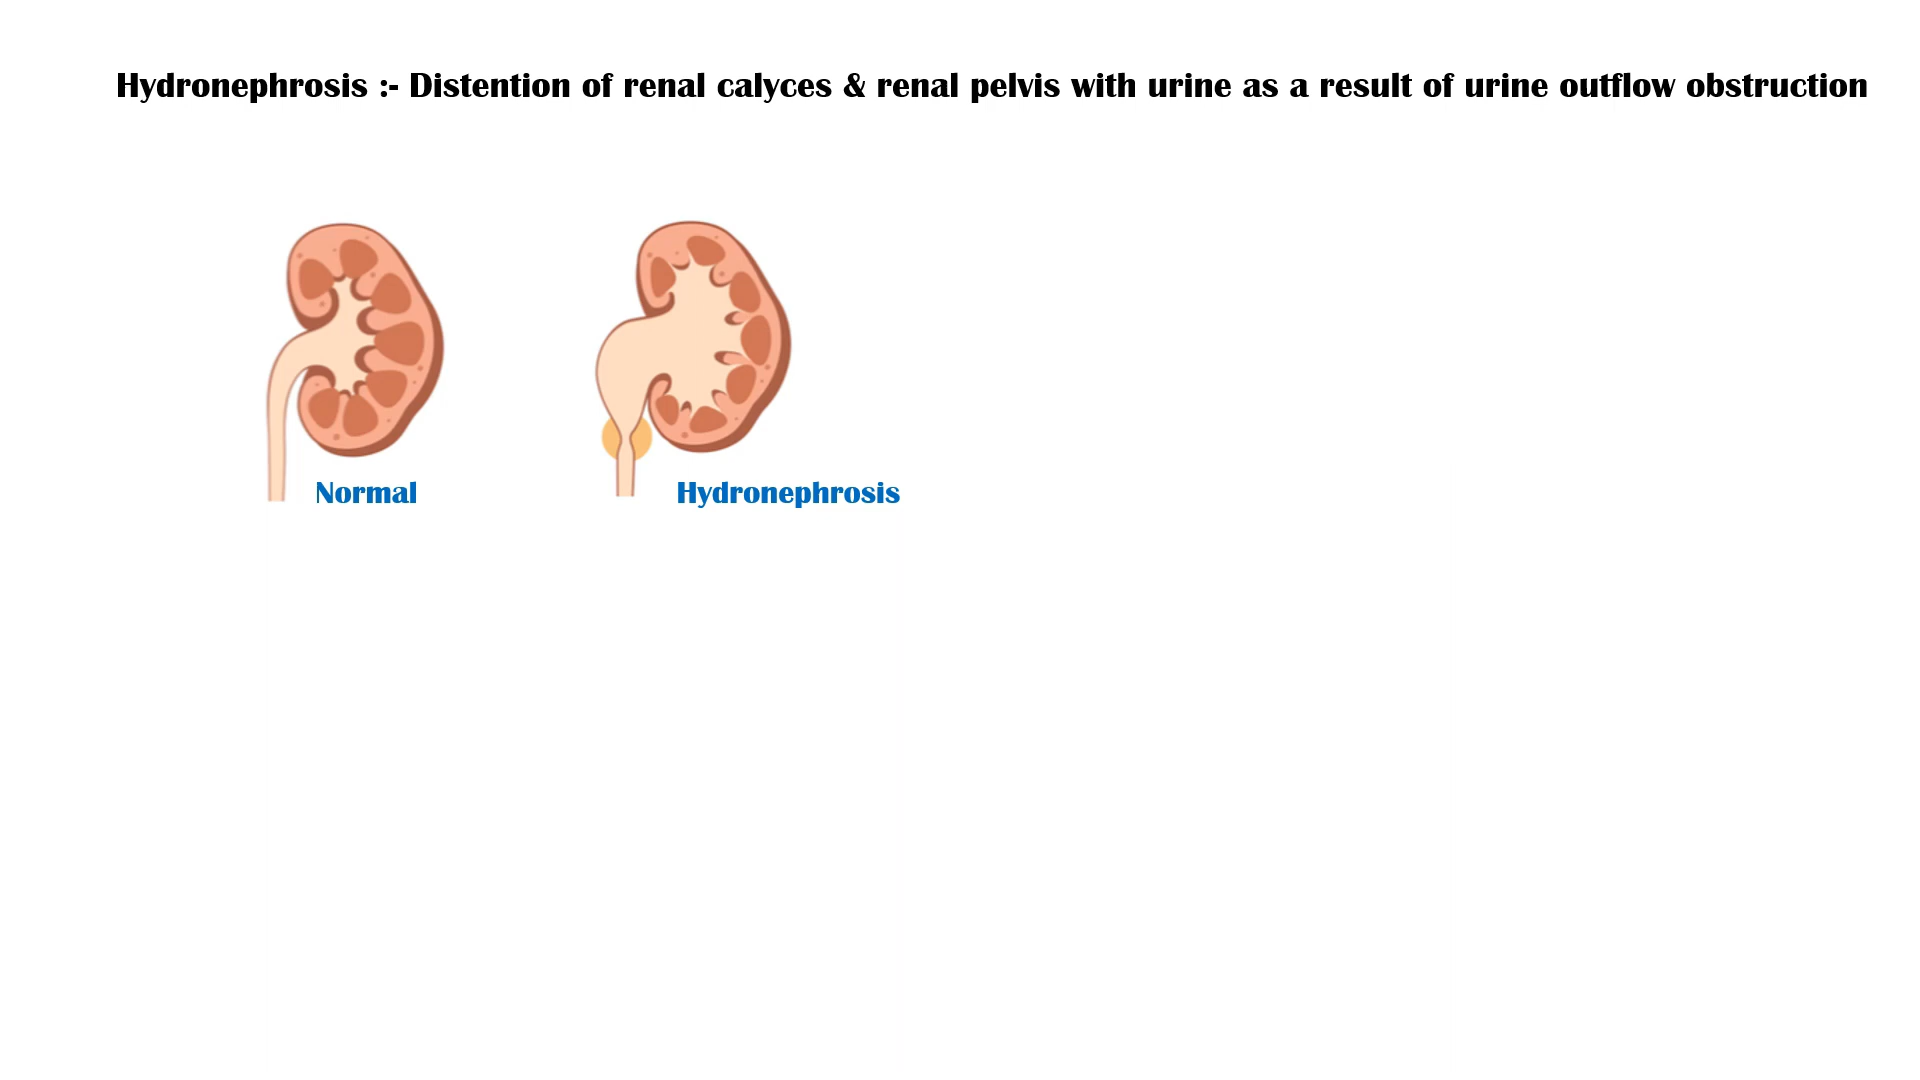 Hydronephrosis :- Distention of renal calyces & renal pelvis with urine as a result of urine outflow obstruction
Normal
Hydronephrosis